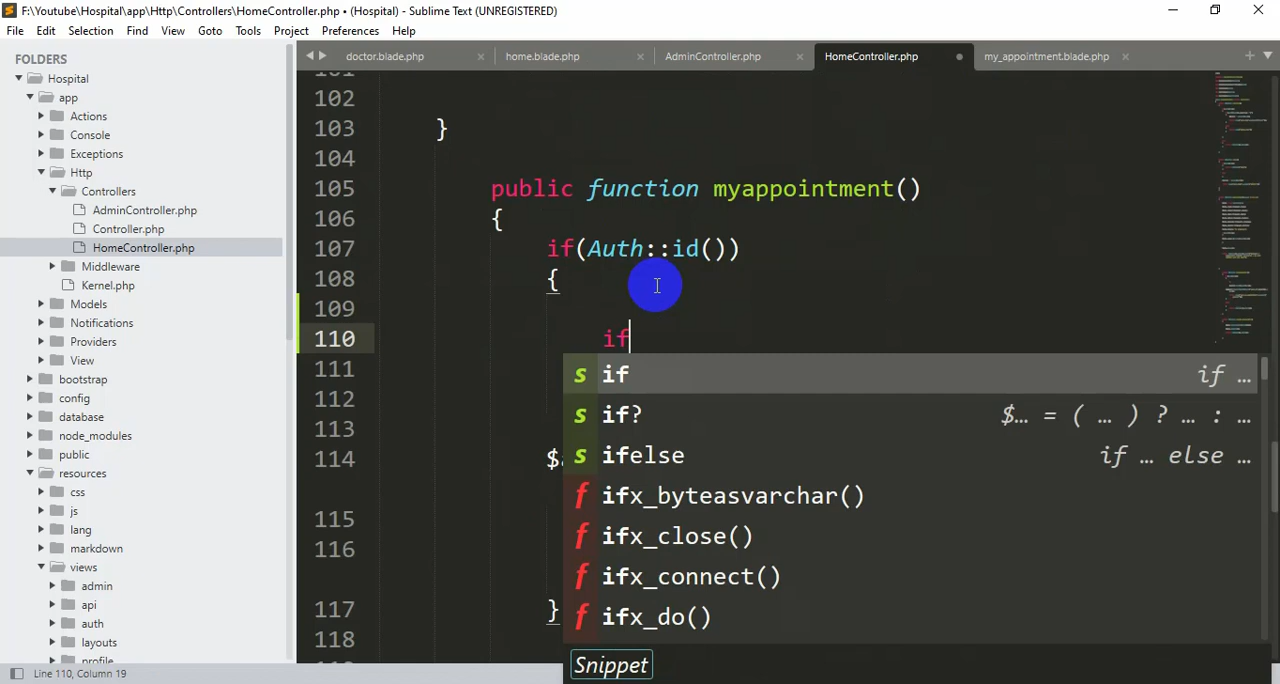 F:\Youtube\Hospital\app\Http\Controllers\HomeController.php • (Hospital) - Sublime Text (UNREGISTERED)
File Edit Selection Find View Goto Tools Project Preferences Help
FOLDERS
Hospital
app
Actions
Console
Exceptions
Http
Controllers
AdminController.php
Controller.php
HomeController.php
Middleware
Kernel.php
Models
Notifications
Providers
View
bootstrap
config
database
node_modules
public
resources
css
js
lang
markdown
views
admin
api
auth
layouts
profile
doctor.blade.php home.blade.php AdminController.php HomeController.php my_appointment.blade.php
101
102
103 }
104
105 public function myappointment()
106 {
107 if(Auth::id())
108 {
109
110 if
111
112
113
114
115
116
117 }
118
if if …
if? $… = ( … ) ? … : …
ifelse if … else …
ifx_byteasvarchar()
ifx_close()
ifx_connect()
ifx_do()
Snippet
Line 110, Column 19